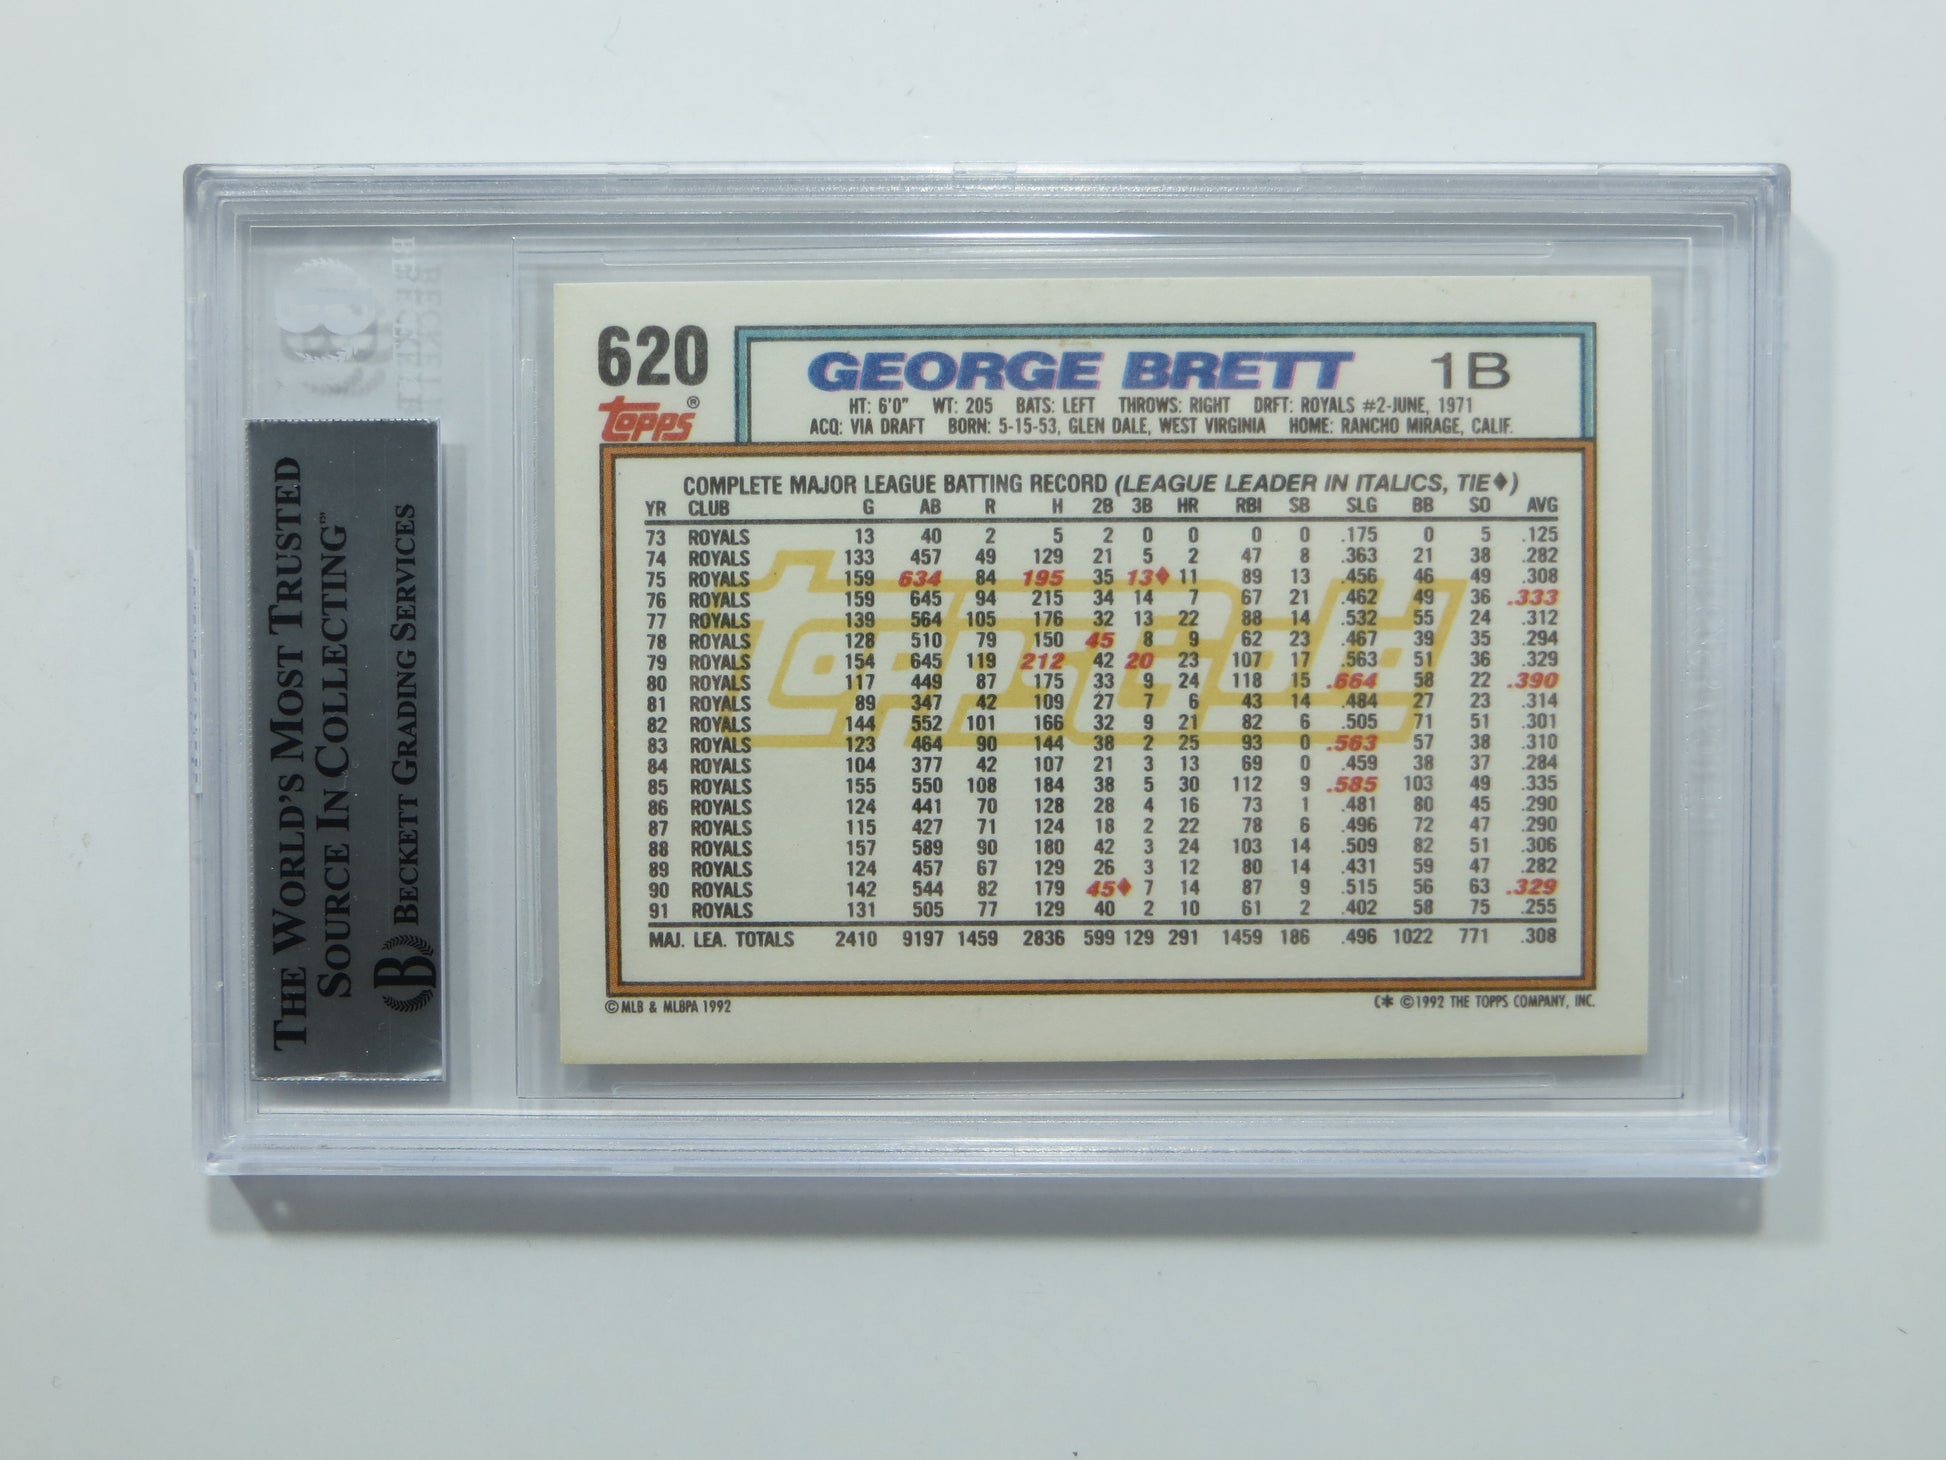 620
topps®
GEORGE BRETT 1B
HT: 6'0" WT: 205 BATS: LEFT THROWS: RIGHT DRFT: ROYALS #2-JUNE, 1971
ACQ: VIA DRAFT BORN: 5-15-53, GLEN DALE, WEST VIRGINIA HOME: RANCHO MIRAGE, CALIF.
COMPLETE MAJOR LEAGUE BATTING RECORD (LEAGUE LEADER IN ITALICS, TIE♦)
YR CLUB G AB R H 2B 3B HR RBI SB SLG BB SO AVG
73 ROYALS 13 40 2 5 2 0 0 0 0 .175 0 5 .125
74 ROYALS 133 457 49 129 21 5 2 47 8 .363 21 38 .282
75 ROYALS 159 634 84 195 35 13♦ 11 89 13 .456 46 49 .308
76 ROYALS 159 645 94 215 34 14 7 67 21 .462 49 36 .333
77 ROYALS 139 564 105 176 32 13 22 88 14 .532 55 24 .312
78 ROYALS 128 510 79 150 45 8 9 62 23 .467 39 35 .294
79 ROYALS 154 645 119 212 42 20 23 107 17 .563 51 36 .329
80 ROYALS 117 449 87 175 33 9 24 118 15 .664 58 22 .390
81 ROYALS 89 347 42 109 27 7 6 43 14 .484 27 23 .314
82 ROYALS 144 552 101 166 32 9 21 82 6 .505 71 51 .301
83 ROYALS 123 464 90 144 38 2 25 93 0 .563 57 38 .310
84 ROYALS 104 377 42 107 21 3 13 69 0 .459 38 37 .284
85 ROYALS 155 550 108 184 38 5 30 112 9 .585 103 49 .335
86 ROYALS 124 441 70 128 28 4 16 73 1 .481 80 45 .290
87 ROYALS 115 427 71 124 18 2 22 78 6 .496 72 47 .290
88 ROYALS 157 589 90 180 42 3 24 103 14 .509 82 51 .306
89 ROYALS 124 457 67 129 26 3 12 80 14 .431 59 47 .282
90 ROYALS 142 544 82 179 45♦ 7 14 87 9 .515 56 63 .329
91 ROYALS 131 505 77 129 40 2 10 61 2 .402 58 75 .255
MAJ. LEA. TOTALS 2410 9197 1459 2836 599 129 291 1459 186 .496 1022 771 .308
ToppsGold
© MLB & MLBPA 1992
C* ©1992 THE TOPPS COMPANY, INC.
THE WORLD'S MOST TRUSTED
SOURCE IN COLLECTING™
B BECKETT GRADING SERVICES
BECKETT